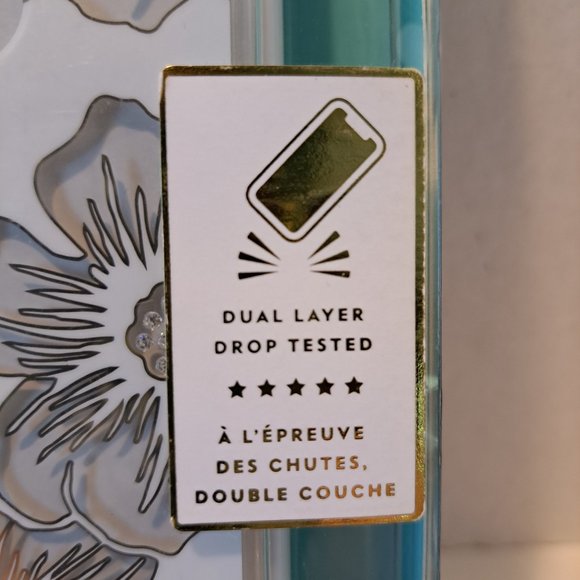 DUAL LAYER
DROP TESTED
★★★★★
À L'ÉPREUVE
DES CHUTES,
DOUBLE COUCHE